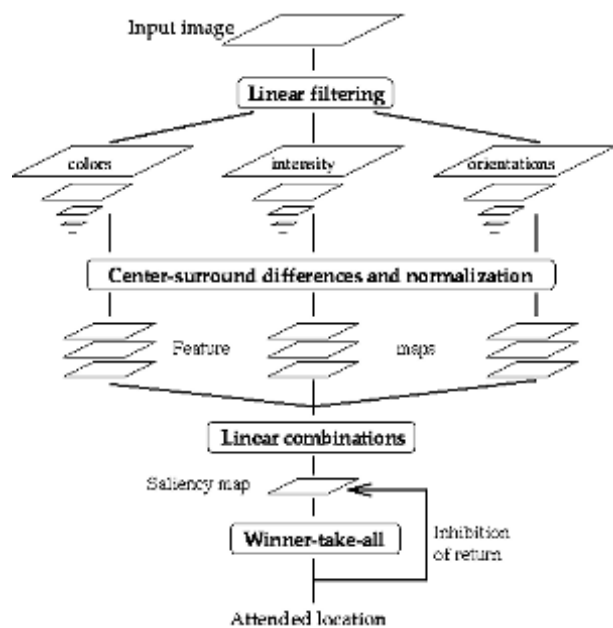 Input image
Linear filtering
colors
intensity
orientations
Center-surround differences and normalization
Feature
maps
Linear combinations
Saliency map
Winner-take-all
Inhibition
of return
Attended location